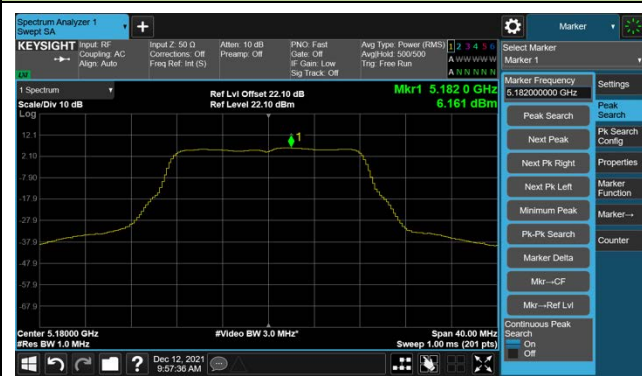 Spectrum Analyzer 1
Swept SA
Marker
KEYSIGHT
Input: RF
Coupling: AC
Align: Auto
Input Z: 50 Ω
Corrections: Off
Freq Ref: Int (S)
Atten: 10 dB
Preamp: Off
PNO: Fast
Gate: Off
IF Gain: Low
Sig Track: Off
Avg Type: Power (RMS)
Avg|Hold: 500/500
Trig: Free Run
1 2 3 4 5 6
A W W W W W
A N N N N N
LXI
Select Marker
Marker 1
1 Spectrum
Scale/Div 10 dB
Log
Ref Lvl Offset 22.10 dB
Ref Level 22.10 dBm
Mkr1 5.182 0 GHz
6.161 dBm
1
12.1
2.10
-7.90
-17.9
-27.9
-37.9
-47.9
-57.9
-67.9
Center 5.18000 GHz
#Res BW 1.0 MHz
#Video BW 3.0 MHz*
Span 40.00 MHz
Sweep 1.00 ms (201 pts)
Marker Frequency
5.182000000 GHz
Peak Search
Next Peak
Next Pk Right
Next Pk Left
Minimum Peak
Pk-Pk Search
Marker Delta
Mkr→CF
Mkr→Ref Lvl
Continuous Peak
Search
On
Off
Settings
Peak
Search
Pk Search
Config
Properties
Marker
Function
Marker→
Counter
Dec 12, 2021
9:57:36 AM